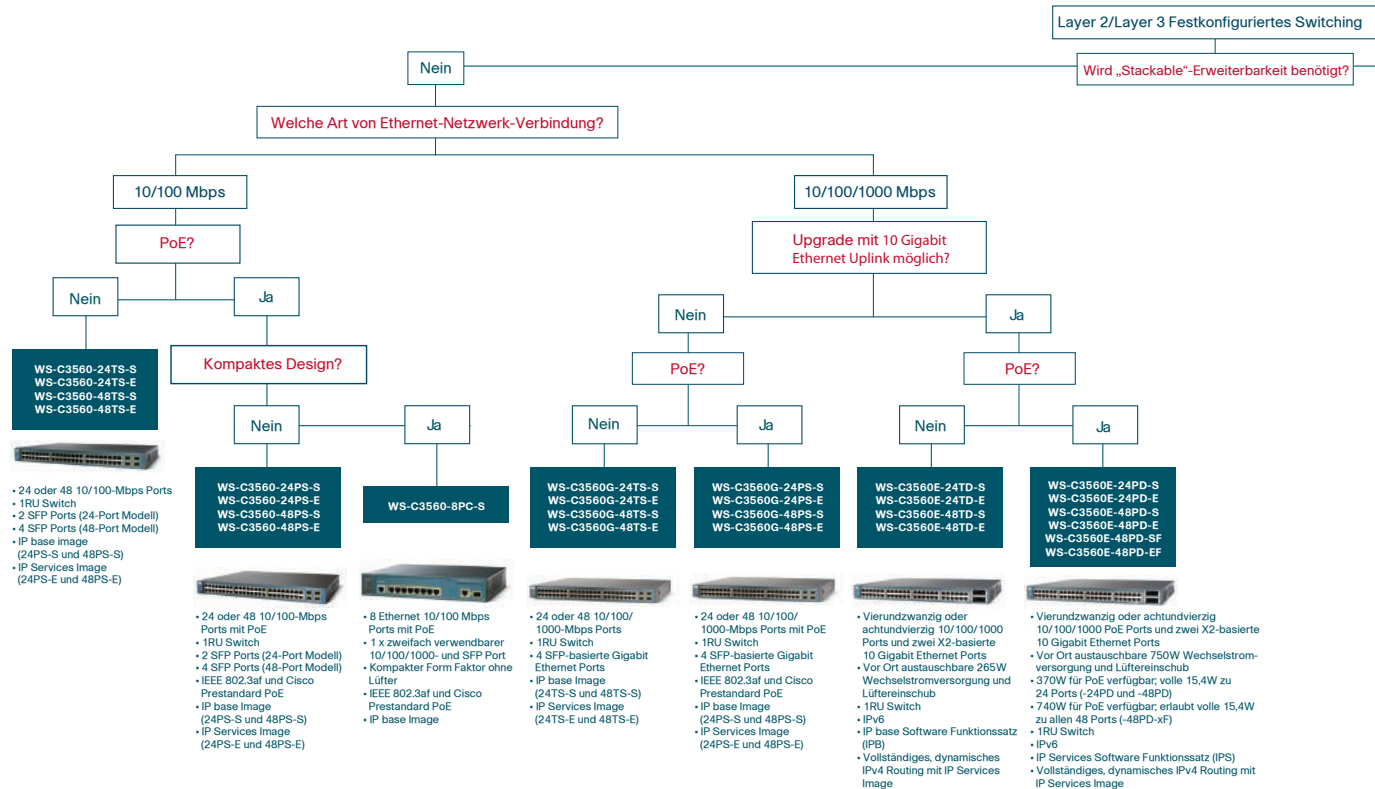 Layer 2/Layer 3 Festkonfiguriertes Switching
Wird „Stackable“-Erweiterbarkeit benötigt?
Nein
Welche Art von Ethernet-Netzwerk-Verbindung?
10/100 Mbps
10/100/1000 Mbps
PoE?
Upgrade mit 10 Gigabit
Ethernet Uplink möglich?
Nein
Ja
Nein
Ja
Kompaktes Design?
PoE?
PoE?
WS-C3560-24TS-S
WS-C3560-24TS-E
WS-C3560-48TS-S
WS-C3560-48TS-E
• 24 oder 48 10/100-Mbps Ports
• 1RU Switch
• 2 SFP Ports (24-Port Modell)
• 4 SFP Ports (48-Port Modell)
• IP base image
(24PS-S und 48PS-S)
• IP Services Image
(24PS-E und 48PS-E)
Nein
Ja
Nein
Ja
Nein
Ja
WS-C3560-24PS-S
WS-C3560-24PS-E
WS-C3560-48PS-S
WS-C3560-48PS-E
• 24 oder 48 10/100-Mbps
Ports mit PoE
• 1RU Switch
• 2 SFP Ports (24-Port Modell)
• 4 SFP Ports (48-Port Modell)
• IEEE 802.3af und Cisco
Prestandard PoE
• IP base Image
(24PS-S und 48PS-S)
• IP Services Image
(24PS-E und 48PS-E)
WS-C3560-8PC-S
• 8 Ethernet 10/100 Mbps
Ports mit PoE
• 1 x zweifach verwendbarer
10/100/1000- und SFP Port
• Kompakter Form Faktor ohne
Lüfter
• IEEE 802.3af und Cisco
Prestandard PoE
• IP base Image
WS-C3560G-24TS-S
WS-C3560G-24TS-E
WS-C3560G-48TS-S
WS-C3560G-48TS-E
• 24 oder 48 10/100/
1000-Mbps Ports
• 1RU Switch
• 4 SFP-basierte Gigabit
Ethernet Ports
• IP base Image
(24TS-S und 48TS-S)
• IP Services Image
(24TS-E und 48TS-E)
WS-C3560G-24PS-S
WS-C3560G-24PS-E
WS-C3560G-48PS-S
WS-C3560G-48PS-E
• 24 oder 48 10/100/
1000-Mbps Ports mit PoE
• 1RU Switch
• 4 SFP-basierte Gigabit
Ethernet Ports
• IEEE 802.3af und Cisco
Prestandard PoE
• IP base Image
(24PS-S und 48PS-S)
• IP Services Image
(24PS-E und 48PS-E)
WS-C3560E-24TD-S
WS-C3560E-24TD-E
WS-C3560E-48TD-S
WS-C3560E-48TD-E
• Vierundzwanzig oder
achtundvierzig 10/100/1000
Ports und zwei X2-basierte
10 Gigabit Ethernet Ports
• Vor Ort austauschbare 265W
Wechselstromversorgung und
Lüftereinschub
• 1RU Switch
• IPv6
• IP base Software Funktionssatz
(IPB)
• Vollständiges, dynamisches
IPv4 Routing mit IP Services
Image
WS-C3560E-24PD-S
WS-C3560E-24PD-E
WS-C3560E-48PD-S
WS-C3560E-48PD-E
WS-C3560E-48PD-SF
WS-C3560E-48PD-EF
• Vierundzwanzig oder achtundvierzig
10/100/1000 PoE Ports und zwei X2-basierte
10 Gigabit Ethernet Ports
• Vor Ort austauschbare 750W Wechselstrom-
versorgung und Lüftereinschub
• 370W für PoE verfügbar; volle 15,4W zu
24 Ports (-24PD und -48PD)
• 740W für PoE verfügbar; erlaubt volle 15,4W
zu allen 48 Ports (-48PD-xF)
• 1RU Switch
• IPv6
• IP Services Software Funktionssatz (IPS)
• Vollständiges, dynamisches IPv4 Routing mit
IP Services Image